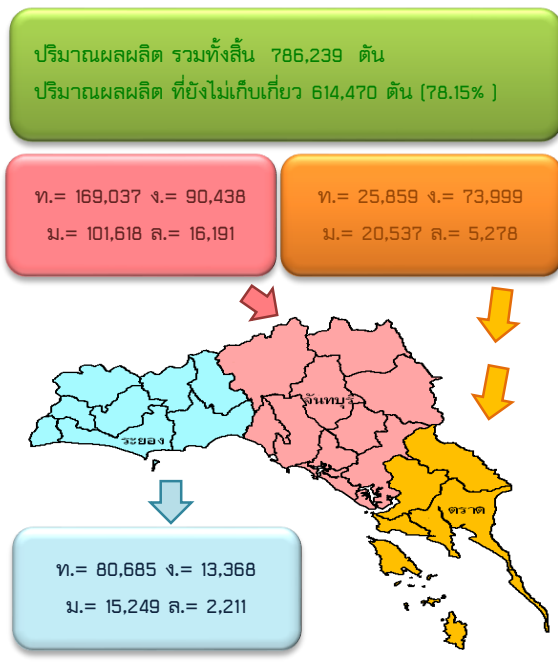 ปริมาณผลผลิต รวมทั้งสิ้น 786,239 ตัน
ปริมาณผลผลิต ที่ยังไม่เก็บเกี่ยว 614,470 ตัน (78.15% )
ท.= 169,037 ง.= 90,438
ม.= 101,618 ล.= 16,191
ท.= 25,859 ง.= 73,999
ม.= 20,537 ล.= 5,278
จันทบุรี
ระยอง
ตราด
ท.= 80,685 ง.= 13,368
ม.= 15,249 ล.= 2,211